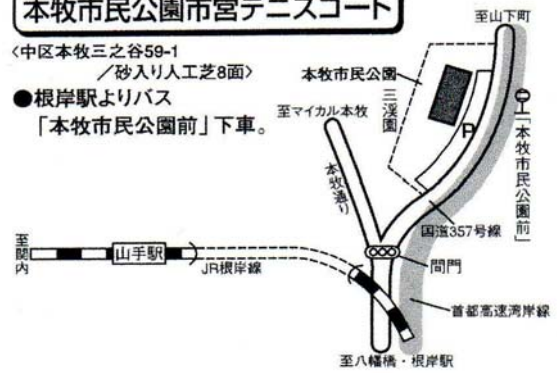 本牧市民公園市営テニスコート
〈中区本牧三之谷59-1
／砂入り人工芝8面〉
●根岸駅よりバス
「本牧市民公園前」下車。
至山下町
本牧市民公園
三溪園
至マイカル本牧
P
「本牧市民公園前」
本牧通り
国道357号線
至関内
山手駅
JR根岸線
間門
首都高速湾岸線
至八幡橋・根岸駅